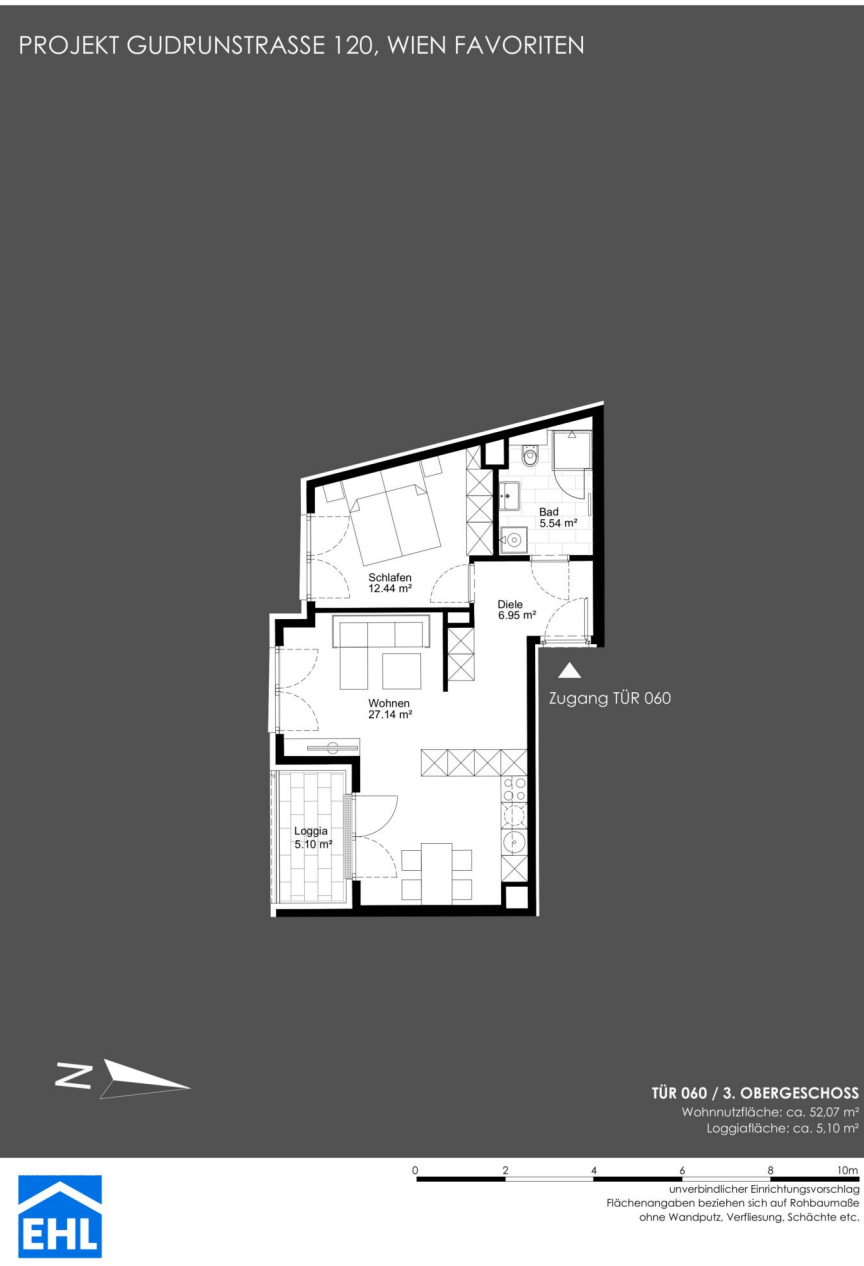 PROJEKT GUDRUNSTRASSE 120, WIEN FAVORITEN
Bad
5.54 m²
Schlafen
12.44 m²
Diele
6.95 m²
Zugang TÜR 060
Wohnen
27.14 m²
Loggia
5.10 m²
N
TÜR 060 / 3. OBERGESCHOSS
Wohnnutzfläche: ca. 52,07 m²
Loggiafläche: ca. 5,10 m²
0 2 4 6 8 10m
unverbindlicher Einrichtungsvorschlag
Flächenangaben beziehen sich auf Rohbaumaße
ohne Wandputz, Verfliesung, Schächte etc.
EHL